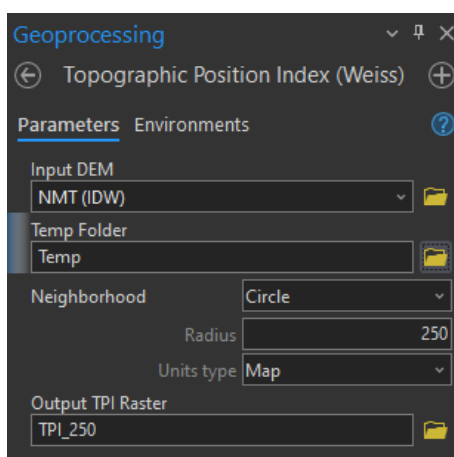 Geoprocessing
Topographic Position Index (Weiss)
Parameters Environments
Input DEM
NMT (IDW)
Temp Folder
Temp
Neighborhood Circle
Radius 250
Units type Map
Output TPI Raster
TPI_250